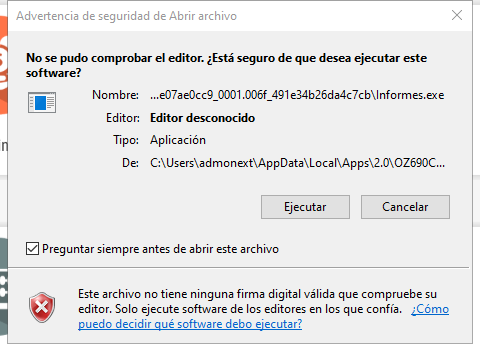 Advertencia de seguridad de Abrir archivo
No se pudo comprobar el editor. ¿Está seguro de que desea ejecutar este
software?
Nombre: ...e07ae0cc9_0001.006f_491e34b26da4c7cb\Informes.exe
Editor: Editor desconocido
Tipo: Aplicación
De: C:\Users\admonext\AppData\Local\Apps\2.0\OZ690C...
Ejecutar Cancelar
Preguntar siempre antes de abrir este archivo
Este archivo no tiene ninguna firma digital válida que compruebe su
editor. Solo ejecute software de los editores en los que confía. ¿Cómo
puedo decidir qué software debo ejecutar?